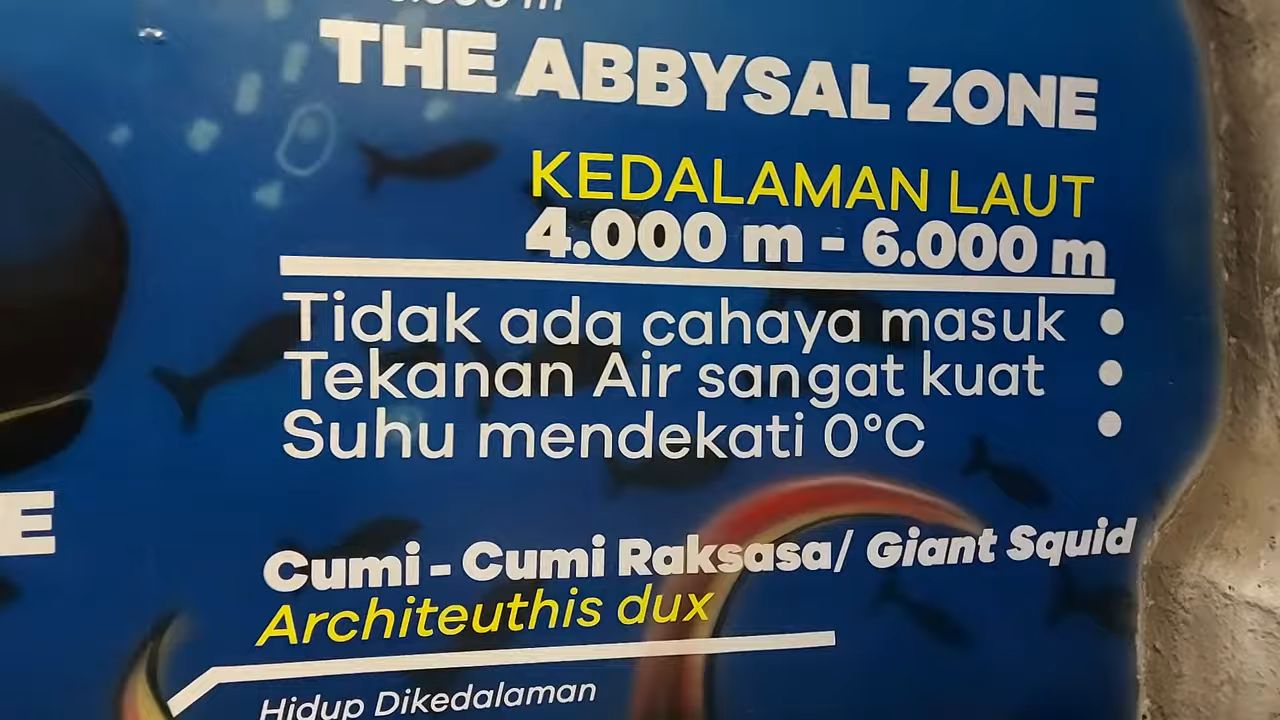 THE ABBYSAL ZONE
KEDALAMAN LAUT
4.000 m - 6.000 m
Tidak ada cahaya masuk •
Tekanan Air sangat kuat •
Suhu mendekati 0°C •
E
Cumi - Cumi Raksasa/ Giant Squid
Architeuthis dux
Hidup Dikedalaman